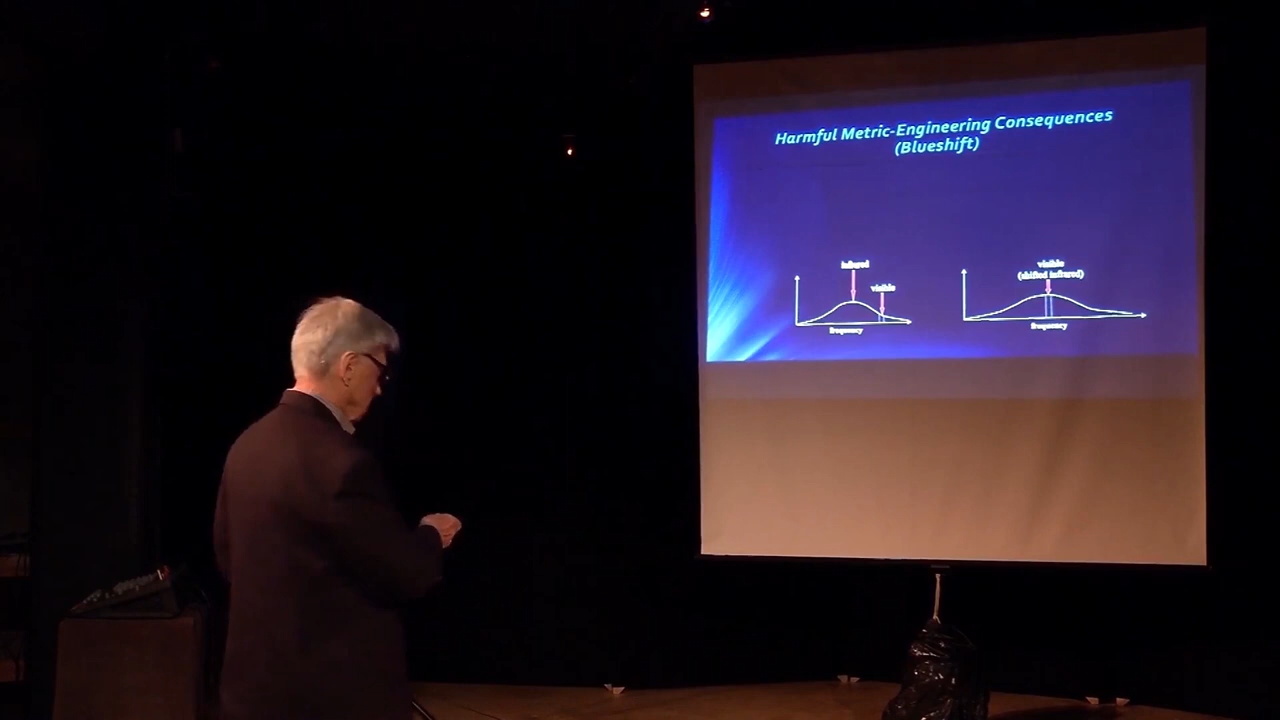 Harmful Metric-Engineering Consequences
(Blueshift)
infrared
visible
frequency
visible
(shifted infrared)
frequency